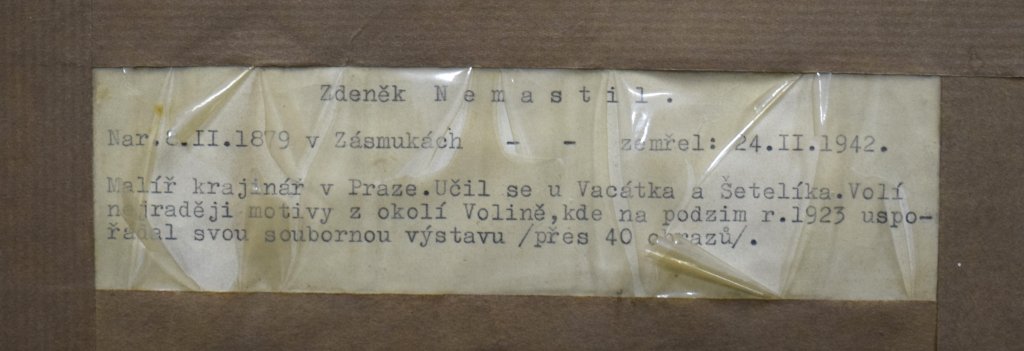 Zdeněk Nemastil.
Nar.8.II.1879 v Zásmukách - - zemřel: 24.II.1942.
Malíř krajinář v Praze.Učil se u Vacátka a Šetelíka.Volí
nejraději motivy z okolí Volině,kde na podzim r.1923 uspo-
řádal svou soubornou výstavu /přes 40 obrazů/.